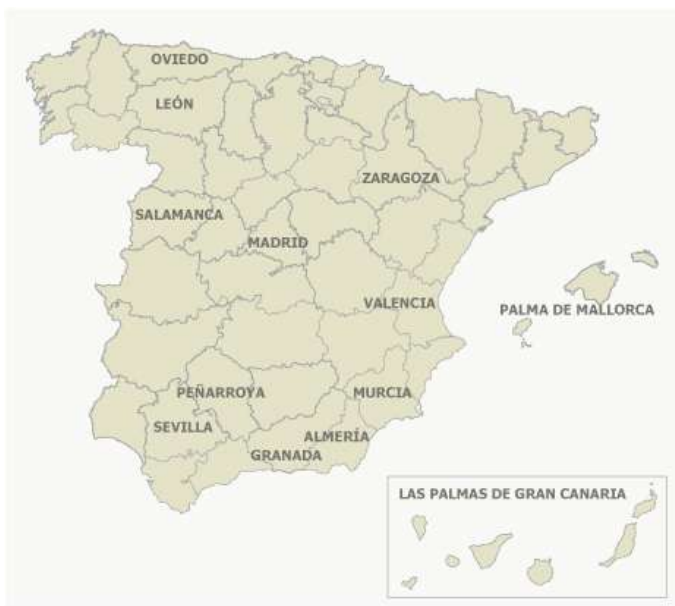 OVIEDO
LEÓN
ZARAGOZA
SALAMANCA
MADRID
VALENCIA
PALMA DE MALLORCA
PEÑARROYA
MURCIA
SEVILLA
ALMERÍA
GRANADA
LAS PALMAS DE GRAN CANARIA